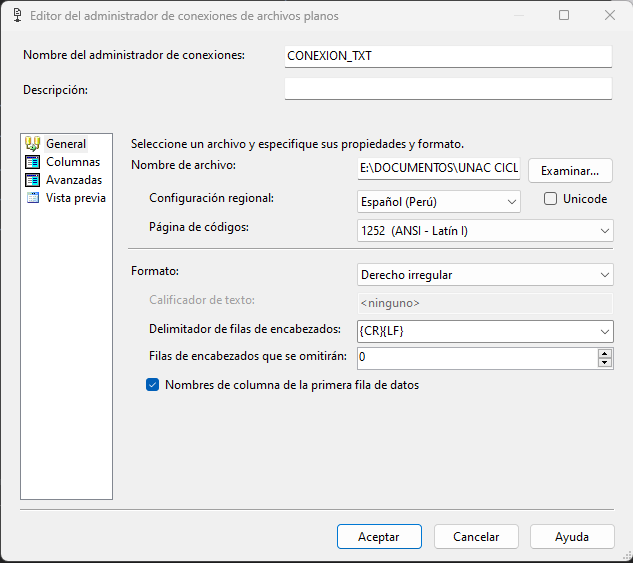 Editor del administrador de conexiones de archivos planos
Nombre del administrador de conexiones: CONEXION_TXT
Descripción:
General
Columnas
Avanzadas
Vista previa
Seleccione un archivo y especifique sus propiedades y formato.
Nombre de archivo: E:\DOCUMENTOS\UNAC CICL Examinar...
Configuración regional: Español (Perú) Unicode
Página de códigos: 1252 (ANSI - Latín I)
Formato: Derecho irregular
Calificador de texto: <ninguno>
Delimitador de filas de encabezados: {CR}{LF}
Filas de encabezados que se omitirán: 0
Nombres de columna de la primera fila de datos
Aceptar Cancelar Ayuda